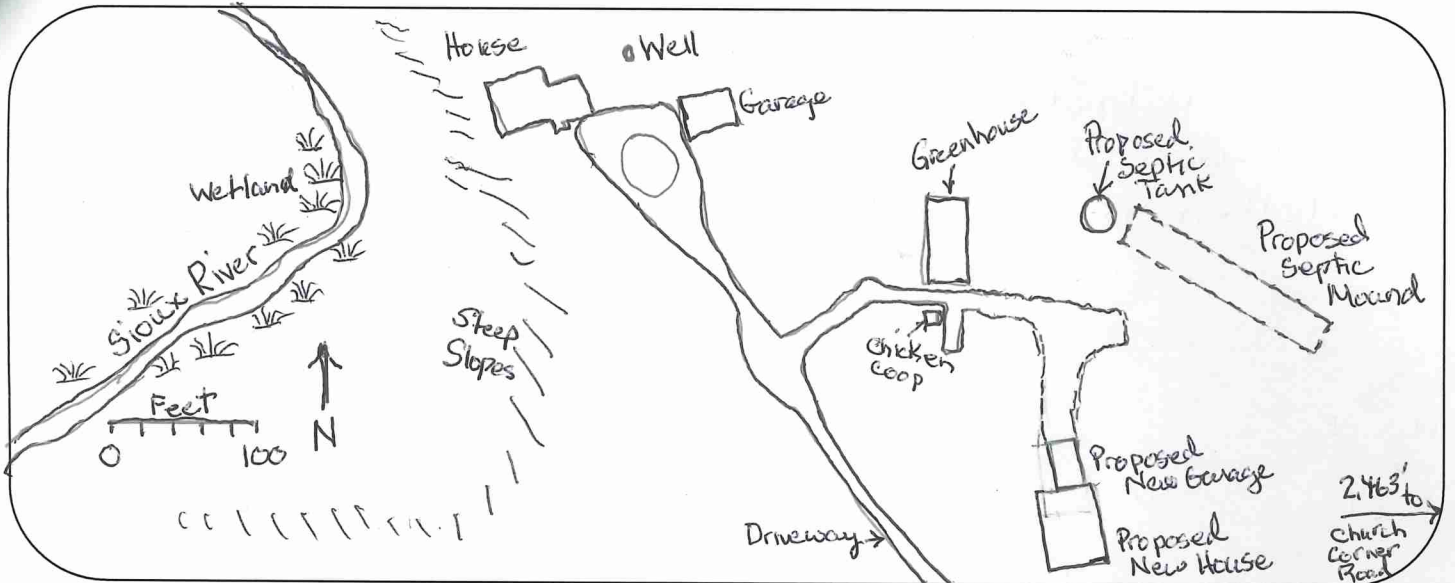 House
Well
Garage
Greenhouse
Proposed
Septic
Tank
Wetland
Proposed
Septic
Mound
Sioux River
Steep
Slopes
Chicken
Coop
Feet
0 100
N
Proposed
New Garage
2,463' to
Church
Corner
Road
Driveway
Proposed
New House